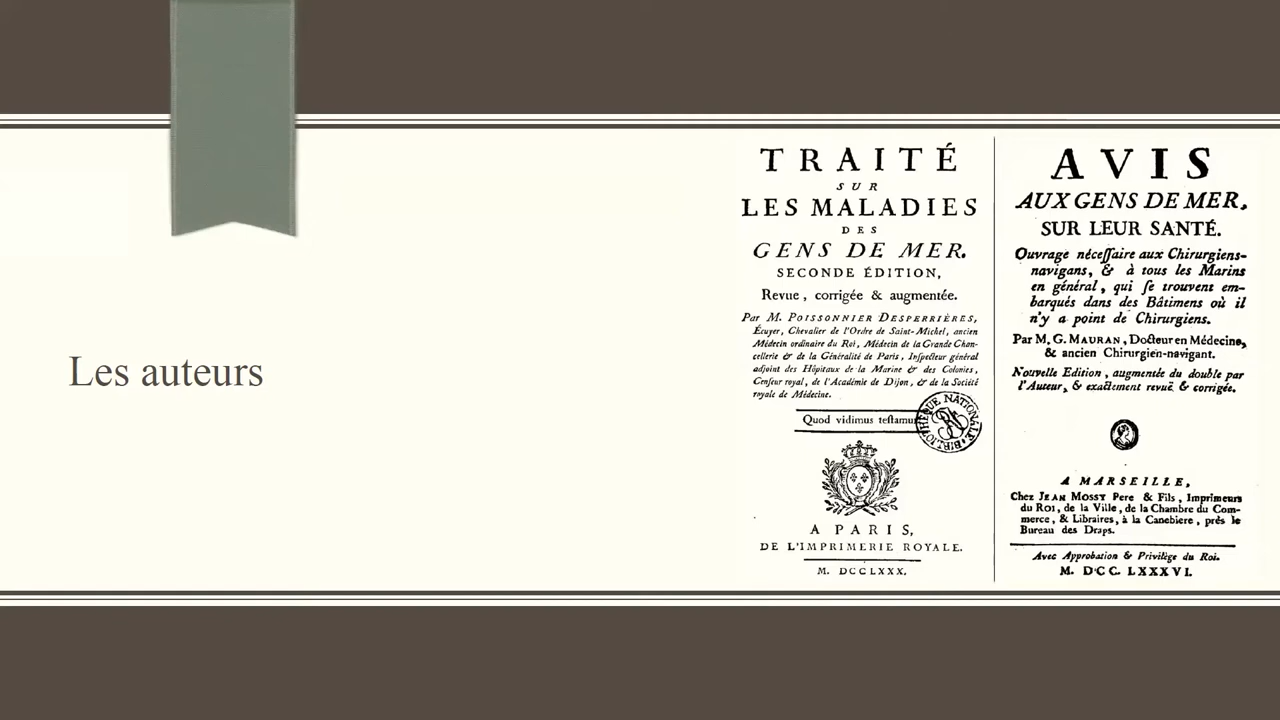 Les auteurs
TRAITÉ
SUR
LES MALADIES
DES
GENS DE MER.
SECONDE ÉDITION,
Revue, corrigée & augmentée.
Par M. POISSONNIER DESPERRIÈRES,
Écuyer, Chevalier de l'Ordre de Saint-Michel, ancien
Médecin ordinaire du Roi, Médecin de la Grande Chan-
cellerie & de la Généralité de Paris, Inspecteur général
adjoint des Hôpitaux de la Marine & des Colonies,
Censeur royal, de l'Académie de Dijon, & de la Société
royale de Médecine.
Quod vidimus testamu
BIBLIOTHÈQUE NATIONALE
A PARIS,
DE L'IMPRIMERIE ROYALE.
M. DCCLXXX.
AVIS
AUX GENS DE MER,
SUR LEUR SANTÉ.
Ouvrage nécessaire aux Chirurgiens-
navigans, & à tous les Marins
en général, qui se trouvent em-
barqués dans des Bâtimens où il
n'y a point de Chirurgiens.
Par M. G. MAURAN, Docteur en Médecine,
& ancien Chirurgien-navigant.
Nouvelle Edition, augmentée du double par
l'Auteur, & exactement revuë & corrigée.
A MARSEILLE,
Chez JEAN MOSSY Pere & Fils, Imprimeurs
du ROI, de la Ville, de la Chambre du Com-
merce, & Libraires, à la Canebiere, près le
Bureau des Draps.
Avec Approbation & Privilège du Roi.
M. DCC. LXXXVI.